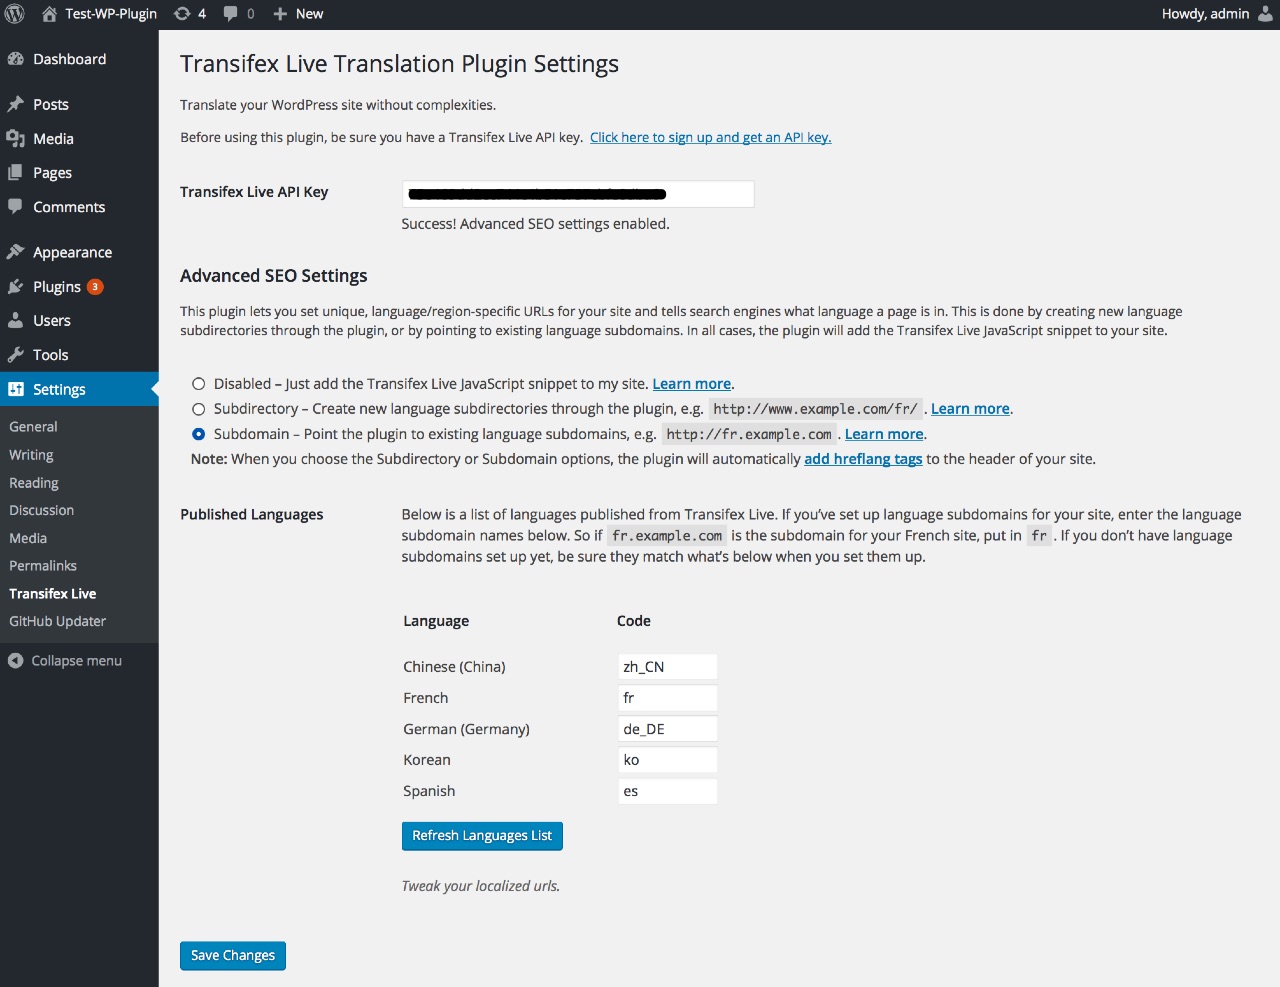 Test-WP-Plugin 4 0 New Howdy, admin
Dashboard
Posts
Media
Pages
Comments
Appearance
Plugins 3
Users
Tools
Settings
General
Writing
Reading
Discussion
Media
Permalinks
Transifex Live
GitHub Updater
Collapse menu
Transifex Live Translation Plugin Settings
Translate your WordPress site without complexities.
Before using this plugin, be sure you have a Transifex Live API key. Click here to sign up and get an API key.
Transifex Live API Key
Success! Advanced SEO settings enabled.
Advanced SEO Settings
This plugin lets you set unique, language/region-specific URLs for your site and tells search engines what language a page is in. This is done by creating new language
subdirectories through the plugin, or by pointing to existing language subdomains. In all cases, the plugin will add the Transifex Live JavaScript snippet to your site.
Disabled – Just add the Transifex Live JavaScript snippet to my site. Learn more.
Subdirectory – Create new language subdirectories through the plugin, e.g. http://www.example.com/fr/ . Learn more.
Subdomain – Point the plugin to existing language subdomains, e.g. http://fr.example.com . Learn more.
Note: When you choose the Subdirectory or Subdomain options, the plugin will automatically add hreflang tags to the header of your site.
Published Languages
Below is a list of languages published from Transifex Live. If you’ve set up language subdomains for your site, enter the language
subdomain names below. So if fr.example.com is the subdomain for your French site, put in fr . If you don’t have language
subdomains set up yet, be sure they match what’s below when you set them up.
Language Code
Chinese (China) zh_CN
French fr
German (Germany) de_DE
Korean ko
Spanish es
Refresh Languages List
Tweak your localized urls.
Save Changes